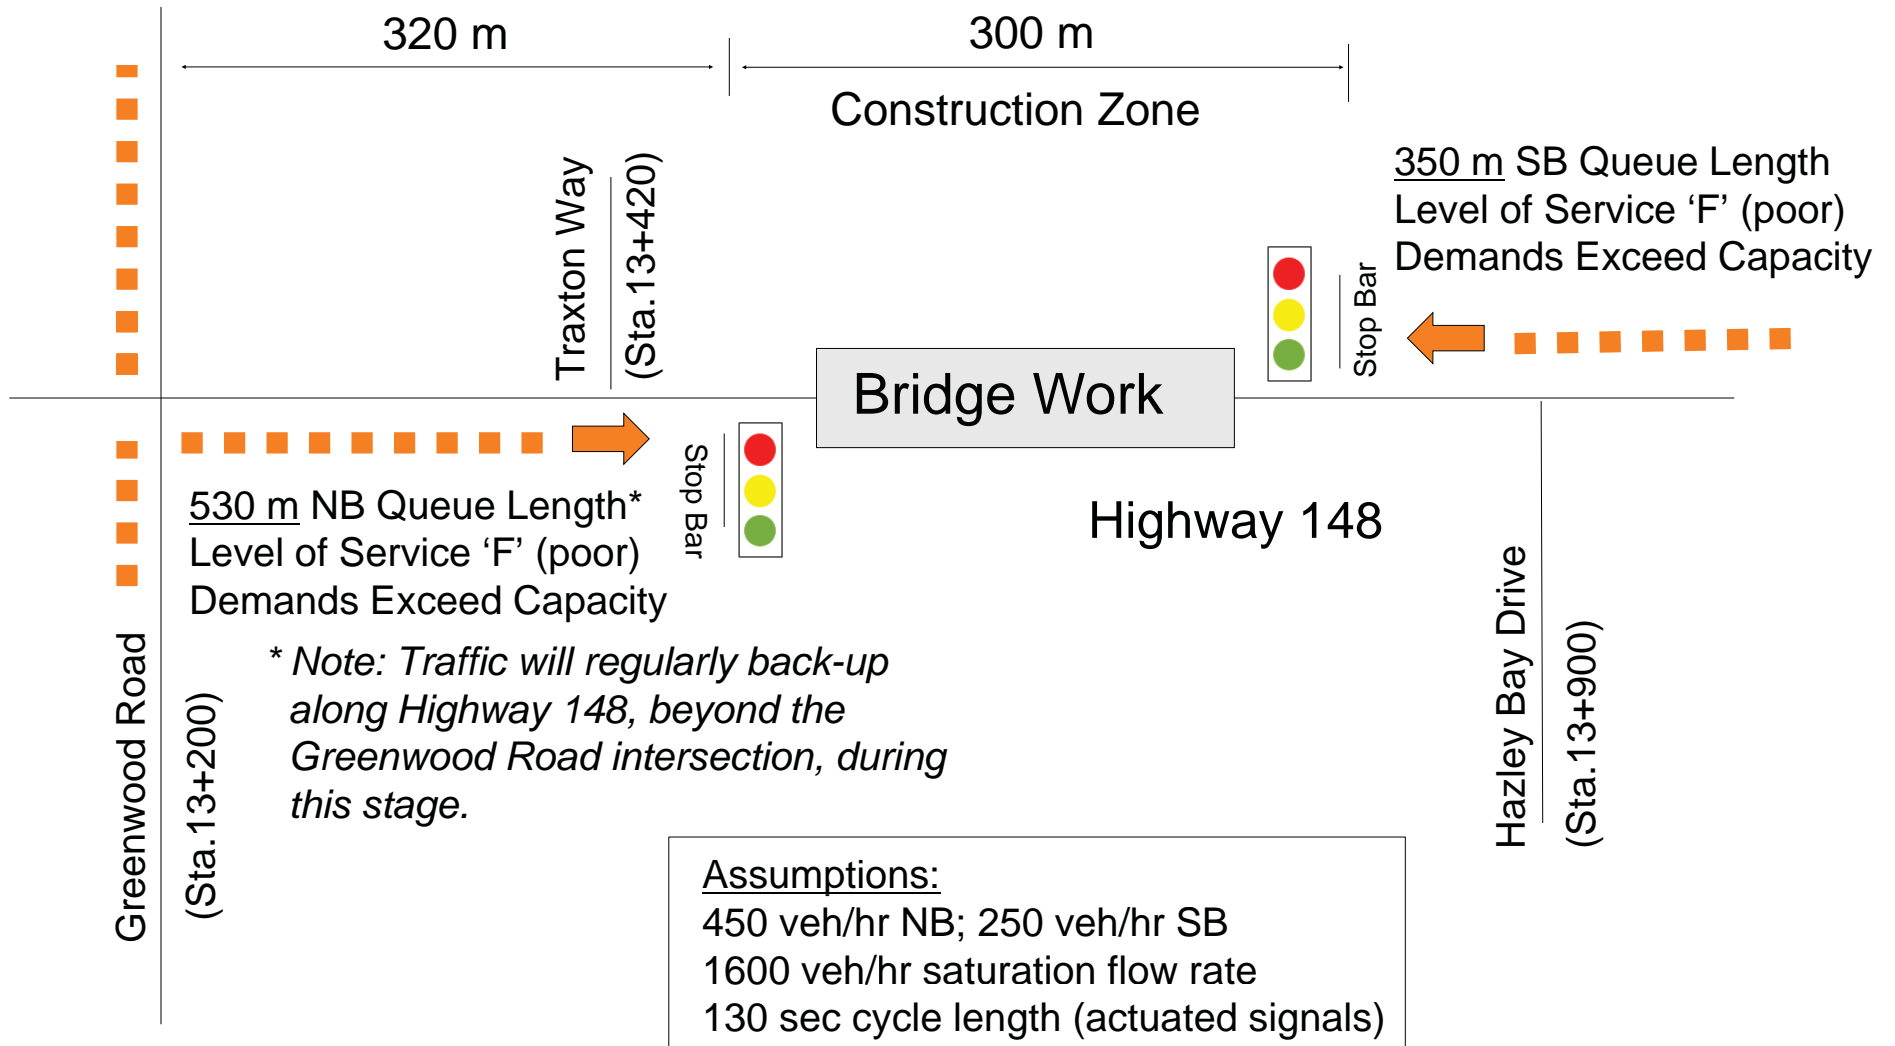 320 m
300 m
Construction Zone
Traxton Way
(Sta.13+420)
350 m SB Queue Length
Level of Service ‘F’ (poor)
Demands Exceed Capacity
Stop Bar
Bridge Work
Stop Bar
530 m NB Queue Length*
Level of Service ‘F’ (poor)
Demands Exceed Capacity
Highway 148
* Note: Traffic will regularly back-up
along Highway 148, beyond the
Greenwood Road intersection, during
this stage.
Greenwood Road
(Sta.13+200)
Hazley Bay Drive
(Sta.13+900)
Assumptions:
450 veh/hr NB; 250 veh/hr SB
1600 veh/hr saturation flow rate
130 sec cycle length (actuated signals)